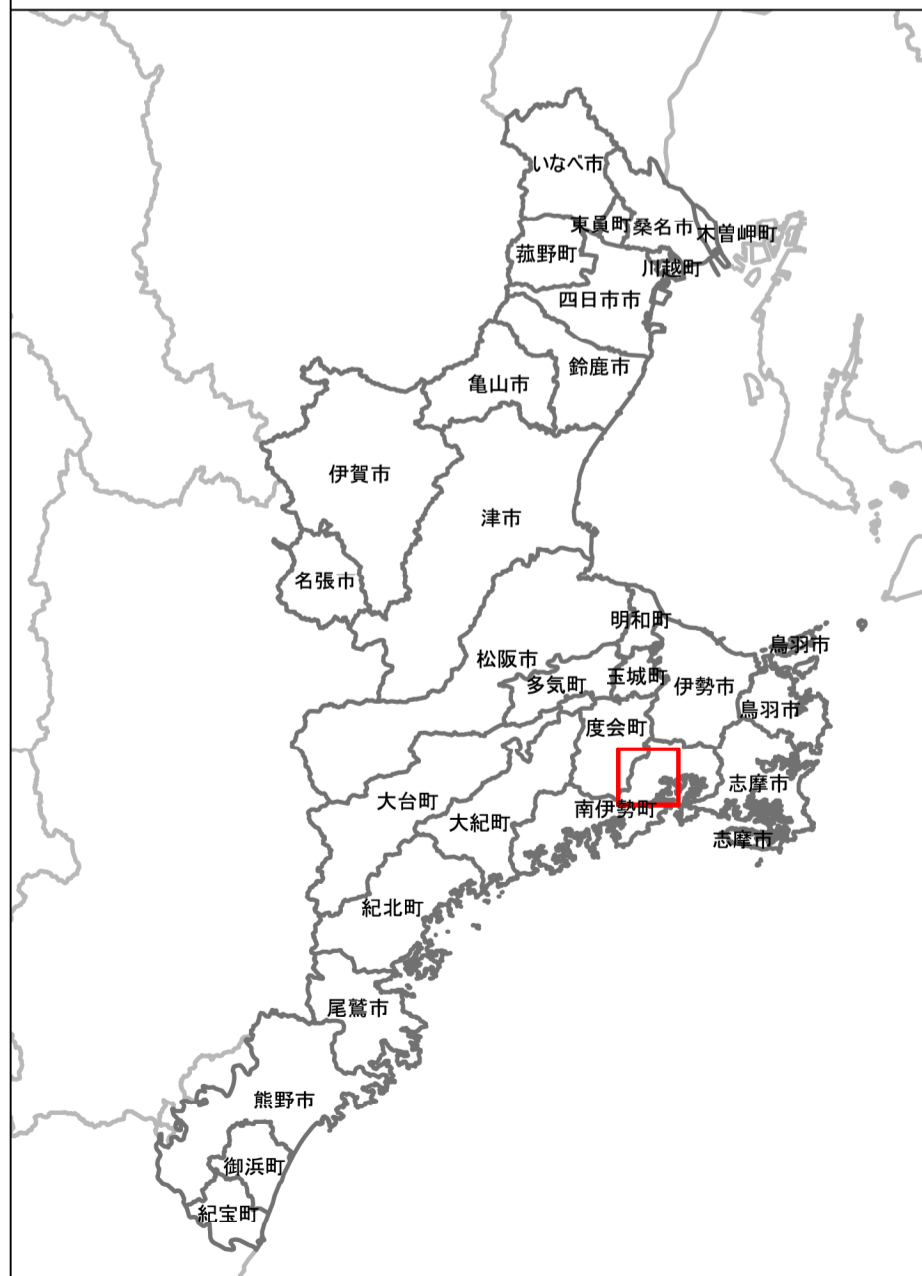 いなべ市
東員町
桑名市
木曽岬町
菰野町
川越町
四日市市
鈴鹿市
亀山市
伊賀市
津市
名張市
明和町
鳥羽市
松阪市
玉城町
多気町
伊勢市
鳥羽市
度会町
志摩市
大台町
南伊勢町
大紀町
志摩市
紀北町
尾鷲市
熊野市
御浜町
紀宝町